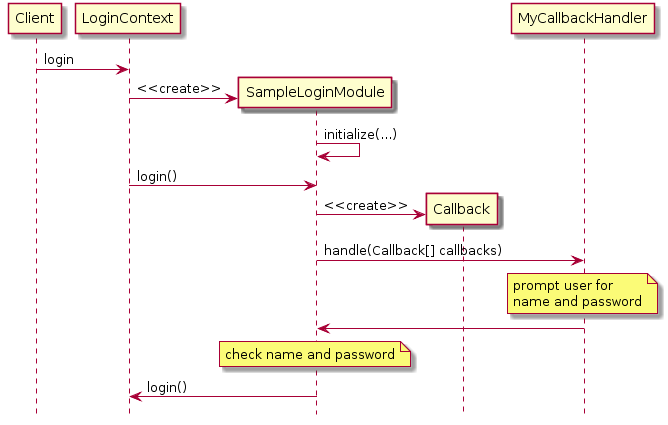 Client
LoginContext
MyCallbackHandler
login
<<create>>
SampleLoginModule
initialize(...)
login()
<<create>>
Callback
handle(Callback[] callbacks)
prompt user for
name and password
check name and password
login()